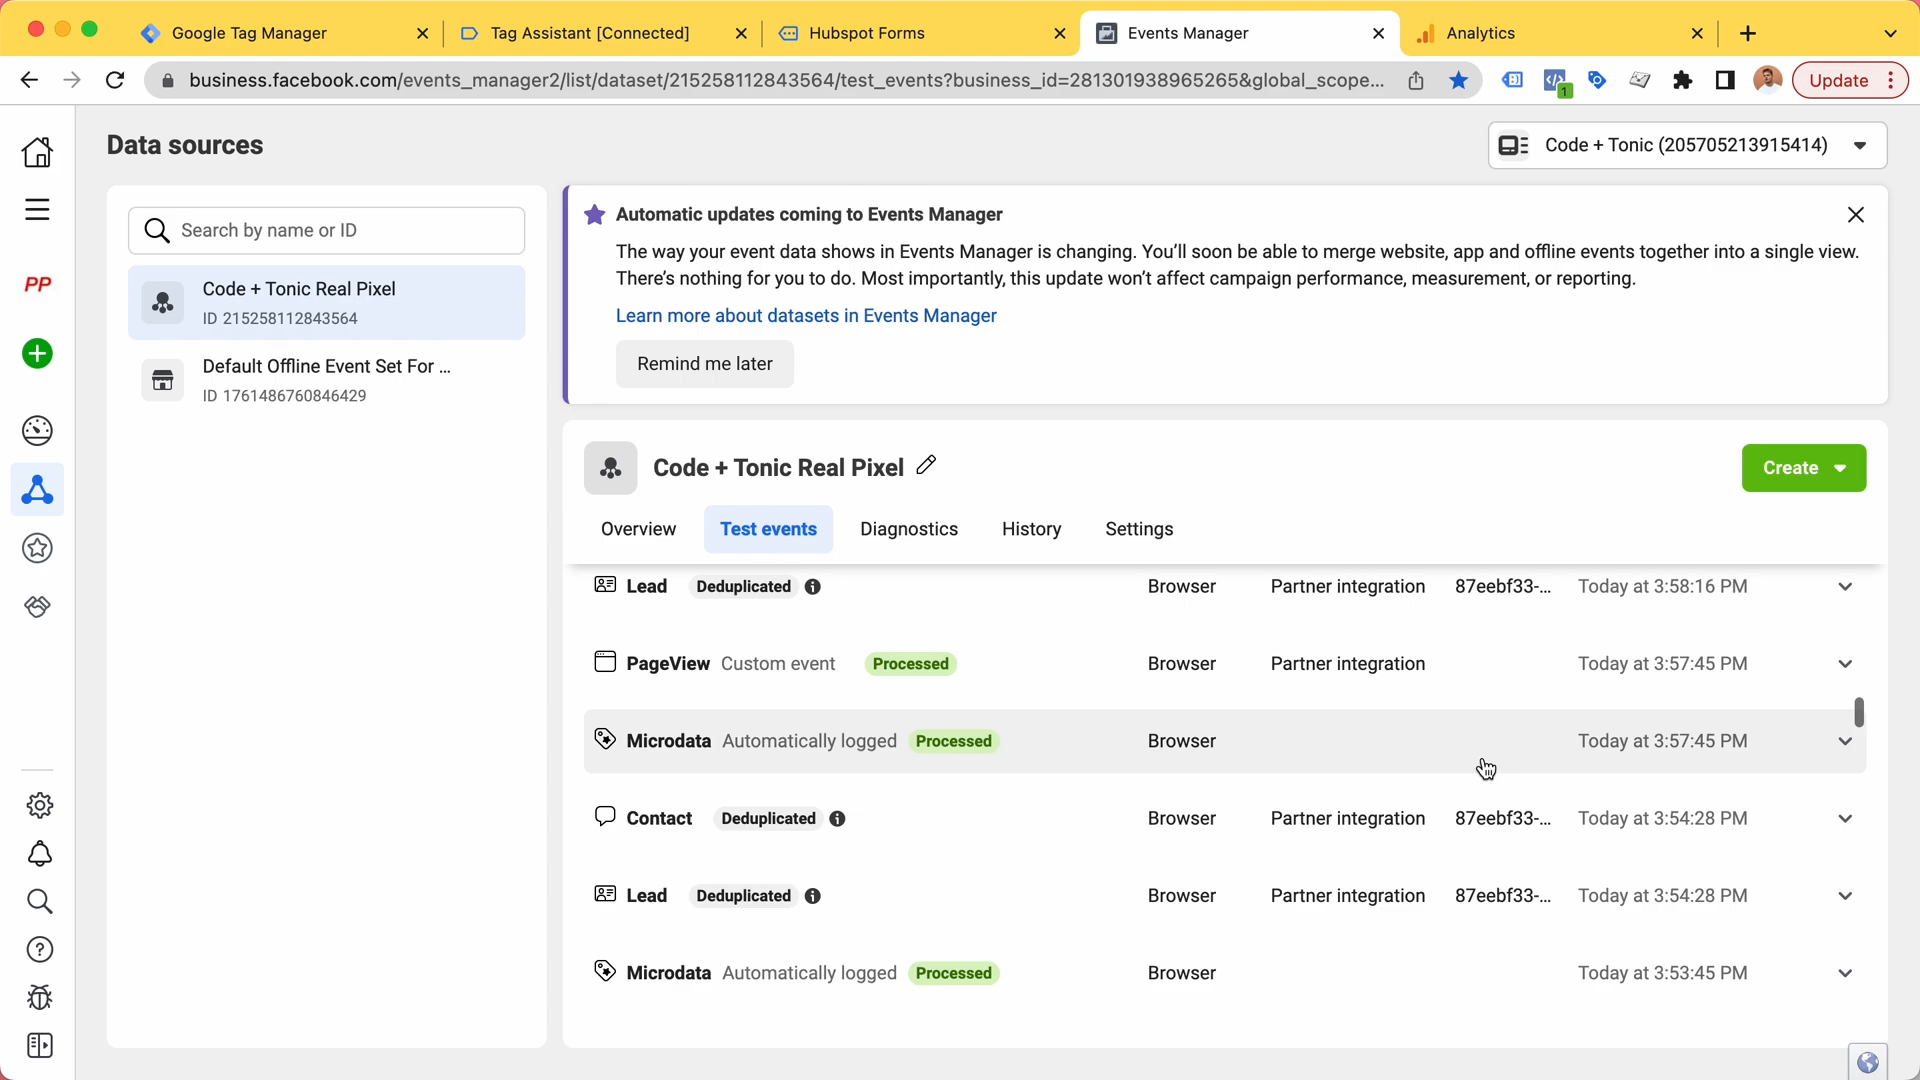 Google Tag Manager
Tag Assistant [Connected]
Hubspot Forms
Events Manager
Analytics
business.facebook.com/events_manager2/list/dataset/215258112843564/test_events?business_id=281301938965265&global_scope...
1
Update
Data sources
Code + Tonic (205705213915414)
Search by name or ID
Code + Tonic Real Pixel
ID 215258112843564
Default Offline Event Set For ...
ID 1761486760846429
PP
Automatic updates coming to Events Manager
The way your event data shows in Events Manager is changing. You'll soon be able to merge website, app and offline events together into a single view.
There's nothing for you to do. Most importantly, this update won't affect campaign performance, measurement, or reporting.
Learn more about datasets in Events Manager
Remind me later
Code + Tonic Real Pixel
Create
Overview
Test events
Diagnostics
History
Settings
Lead Deduplicated Browser Partner integration 87eebf33-... Today at 3:58:16 PM
PageView Custom event Processed Browser Partner integration Today at 3:57:45 PM
Microdata Automatically logged Processed Browser Today at 3:57:45 PM
Contact Deduplicated Browser Partner integration 87eebf33-... Today at 3:54:28 PM
Lead Deduplicated Browser Partner integration 87eebf33-... Today at 3:54:28 PM
Microdata Automatically logged Processed Browser Today at 3:53:45 PM